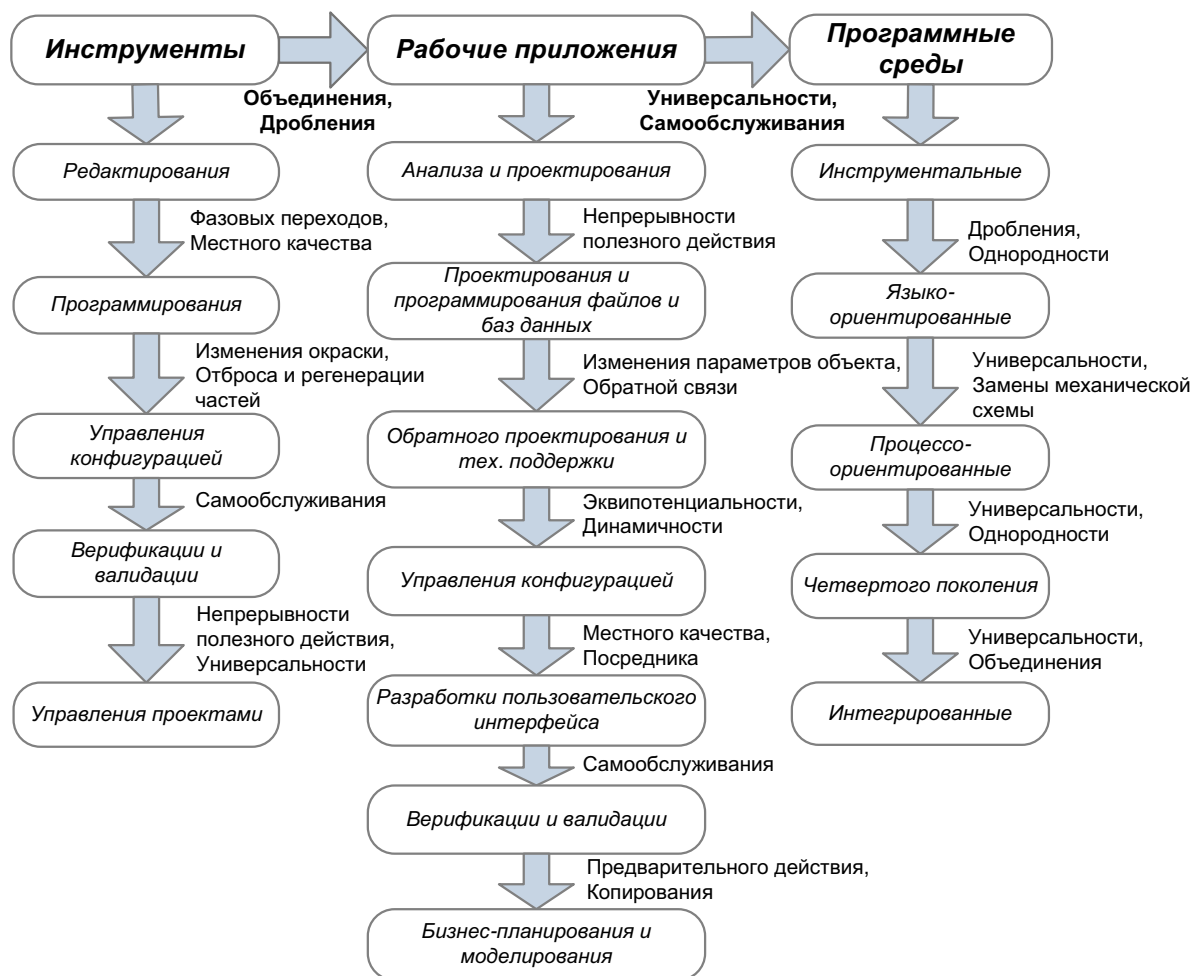 Инструменты
Рабочие приложения
Программные
среды
Объединения,
Дробления
Универсальности,
Самообслуживания
Редактирования
Фазовых переходов,
Местного качества
Программирования
Изменения окраски,
Отброса и регенерации
частей
Управления
конфигурацией
Самообслуживания
Верификации и
валидации
Непрерывности
полезного действия,
Универсальности
Управления проектами
Анализа и проектирования
Непрерывности
полезного действия
Проектирования и
программирования файлов и
баз данных
Изменения параметров объекта,
Обратной связи
Обратного проектирования и
тех. поддержки
Эквипотенциальности,
Динамичности
Управления конфигурацией
Местного качества,
Посредника
Разработки пользовательского
интерфейса
Самообслуживания
Верификации и валидации
Предварительного действия,
Копирования
Бизнес-планирования и
моделирования
Инструментальные
Дробления,
Однородности
Языко-
ориентированные
Универсальности,
Замены механической
схемы
Процессо-
ориентированные
Универсальности,
Однородности
Четвертого поколения
Универсальности,
Объединения
Интегрированные